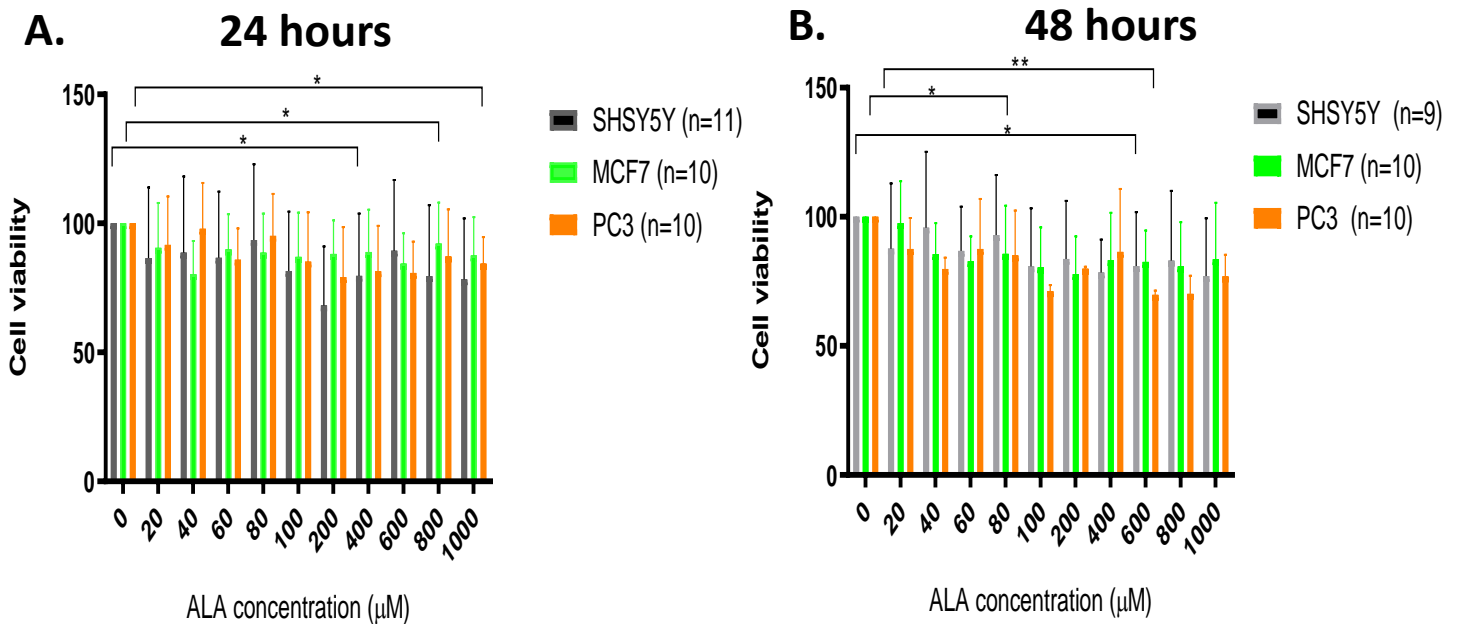 A.
24 hours
*
*
*
150
100
50
0
Cell viability
0
20
40
60
80
100
200
400
600
800
1000
ALA concentration (μM)
SHSY5Y (n=11)
MCF7 (n=10)
PC3 (n=10)
B.
48 hours
**
*
*
150
100
50
0
Cell viability
0
20
40
60
80
100
200
400
600
800
1000
ALA concentration (μM)
SHSY5Y (n=9)
MCF7 (n=10)
PC3 (n=10)